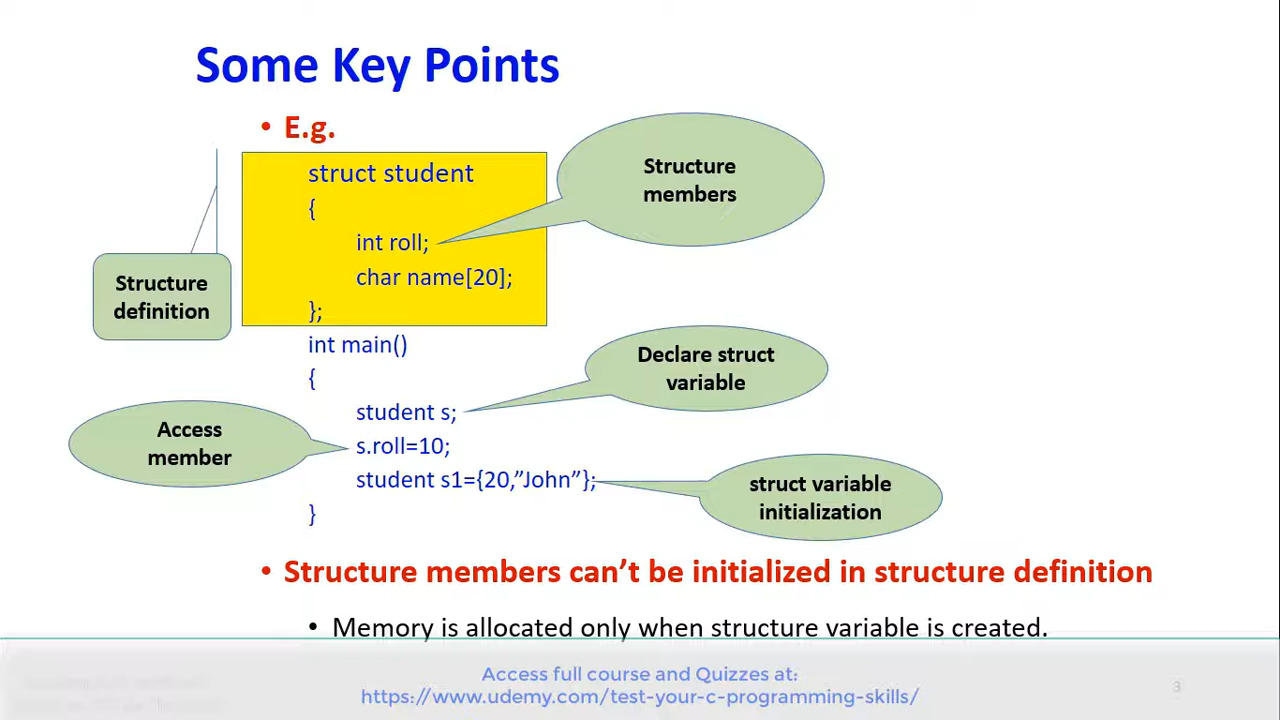 Some Key Points
• E.g.
struct student
{
int roll;
char name[20];
};
int main()
{
student s;
s.roll=10;
student s1={20,”John”};
}
Structure
members
Structure
definition
Declare struct
variable
Access
member
struct variable
initialization
• Structure members can’t be initialized in structure definition
• Memory is allocated only when structure variable is created.
Access full course and Quizzes at:
https://www.udemy.com/test-your-c-programming-skills/
3